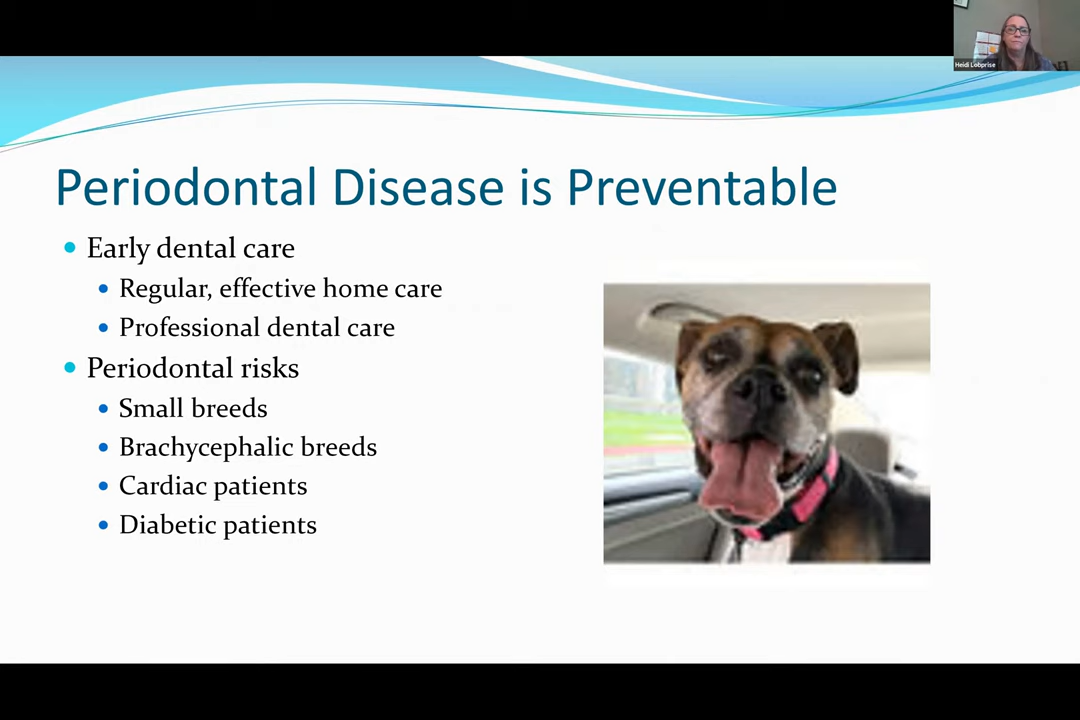 Heidi Lobprise
Periodontal Disease is Preventable
Early dental care
Regular, effective home care
Professional dental care
Periodontal risks
Small breeds
Brachycephalic breeds
Cardiac patients
Diabetic patients